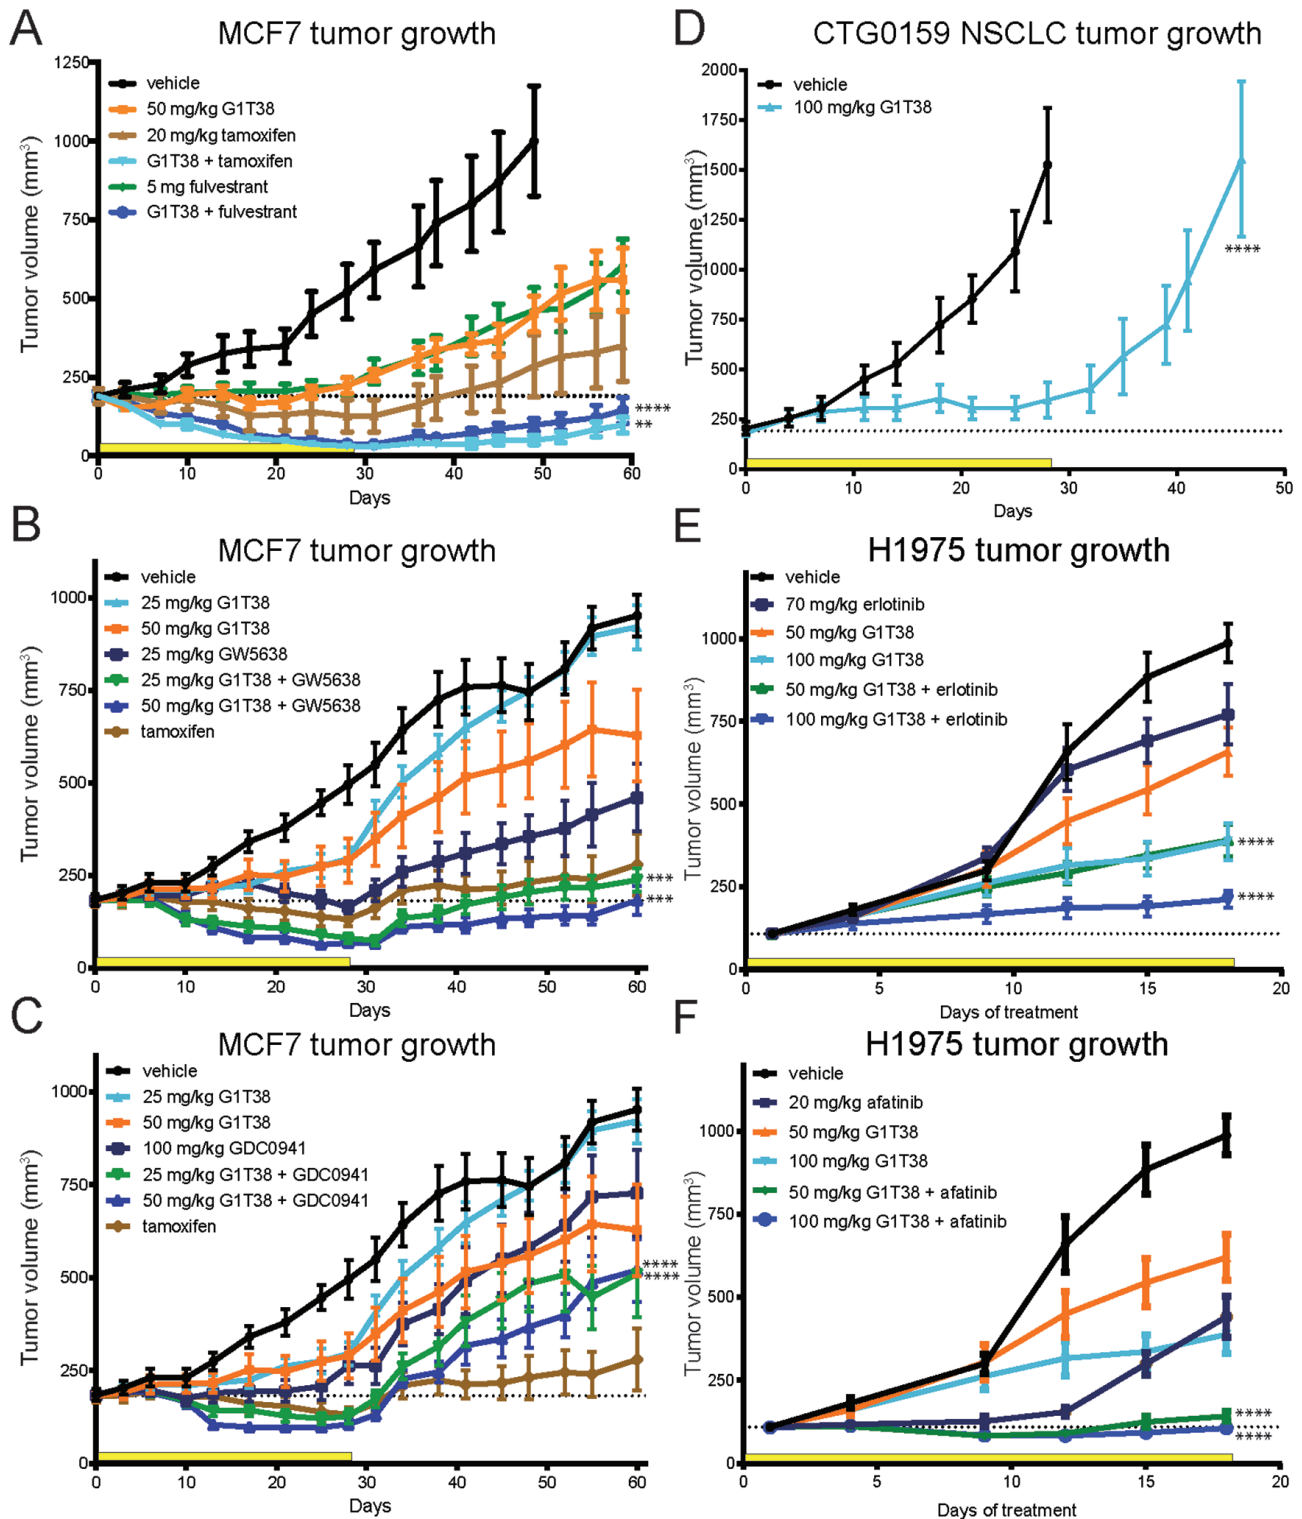 A
MCF7 tumor growth
1250
1000
750
500
250
0
Tumor volume (mm³)
vehicle
50 mg/kg G1T38
20 mg/kg tamoxifen
G1T38 + tamoxifen
5 mg fulvestrant
G1T38 + fulvestrant
****
**
0 10 20 30 40 50 60
Days
B
MCF7 tumor growth
1000
750
500
250
0
Tumor volume (mm³)
vehicle
25 mg/kg G1T38
50 mg/kg G1T38
25 mg/kg GW5638
25 mg/kg G1T38 + GW5638
50 mg/kg G1T38 + GW5638
tamoxifen
***
***
0 10 20 30 40 50 60
Days
C
MCF7 tumor growth
1000
750
500
250
0
Tumor volume (mm³)
vehicle
25 mg/kg G1T38
50 mg/kg G1T38
100 mg/kg GDC0941
25 mg/kg G1T38 + GDC0941
50 mg/kg G1T38 + GDC0941
tamoxifen
****
****
0 10 20 30 40 50 60
Days
D
CTG0159 NSCLC tumor growth
2000
1750
1500
1250
1000
750
500
250
0
Tumor volume (mm³)
vehicle
100 mg/kg G1T38
****
0 10 20 30 40 50
Days
E
H1975 tumor growth
1000
750
500
250
0
Tumor volume (mm³)
vehicle
70 mg/kg erlotinib
50 mg/kg G1T38
100 mg/kg G1T38
50 mg/kg G1T38 + erlotinib
100 mg/kg G1T38 + erlotinib
****
****
0 5 10 15 20
Days of treatment
F
H1975 tumor growth
1000
750
500
250
0
Tumor volume (mm³)
vehicle
20 mg/kg afatinib
50 mg/kg G1T38
100 mg/kg G1T38
50 mg/kg G1T38 + afatinib
100 mg/kg G1T38 + afatinib
****
****
0 5 10 15 20
Days of treatment